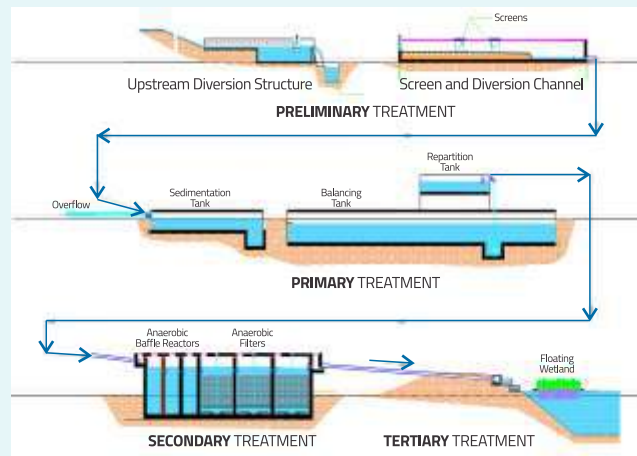 Screens
Upstream Diversion Structure
Screen and Diversion Channel
PRELIMINARY TREATMENT
Repartition
Tank
Sedimentation
Tank
Balancing
Tank
Overflow
PRIMARY TREATMENT
Anaerobic
Baffle Reactors
Anaerobic
Filters
Floating
Wetland
SECONDARY TREATMENT
TERTIARY TREATMENT